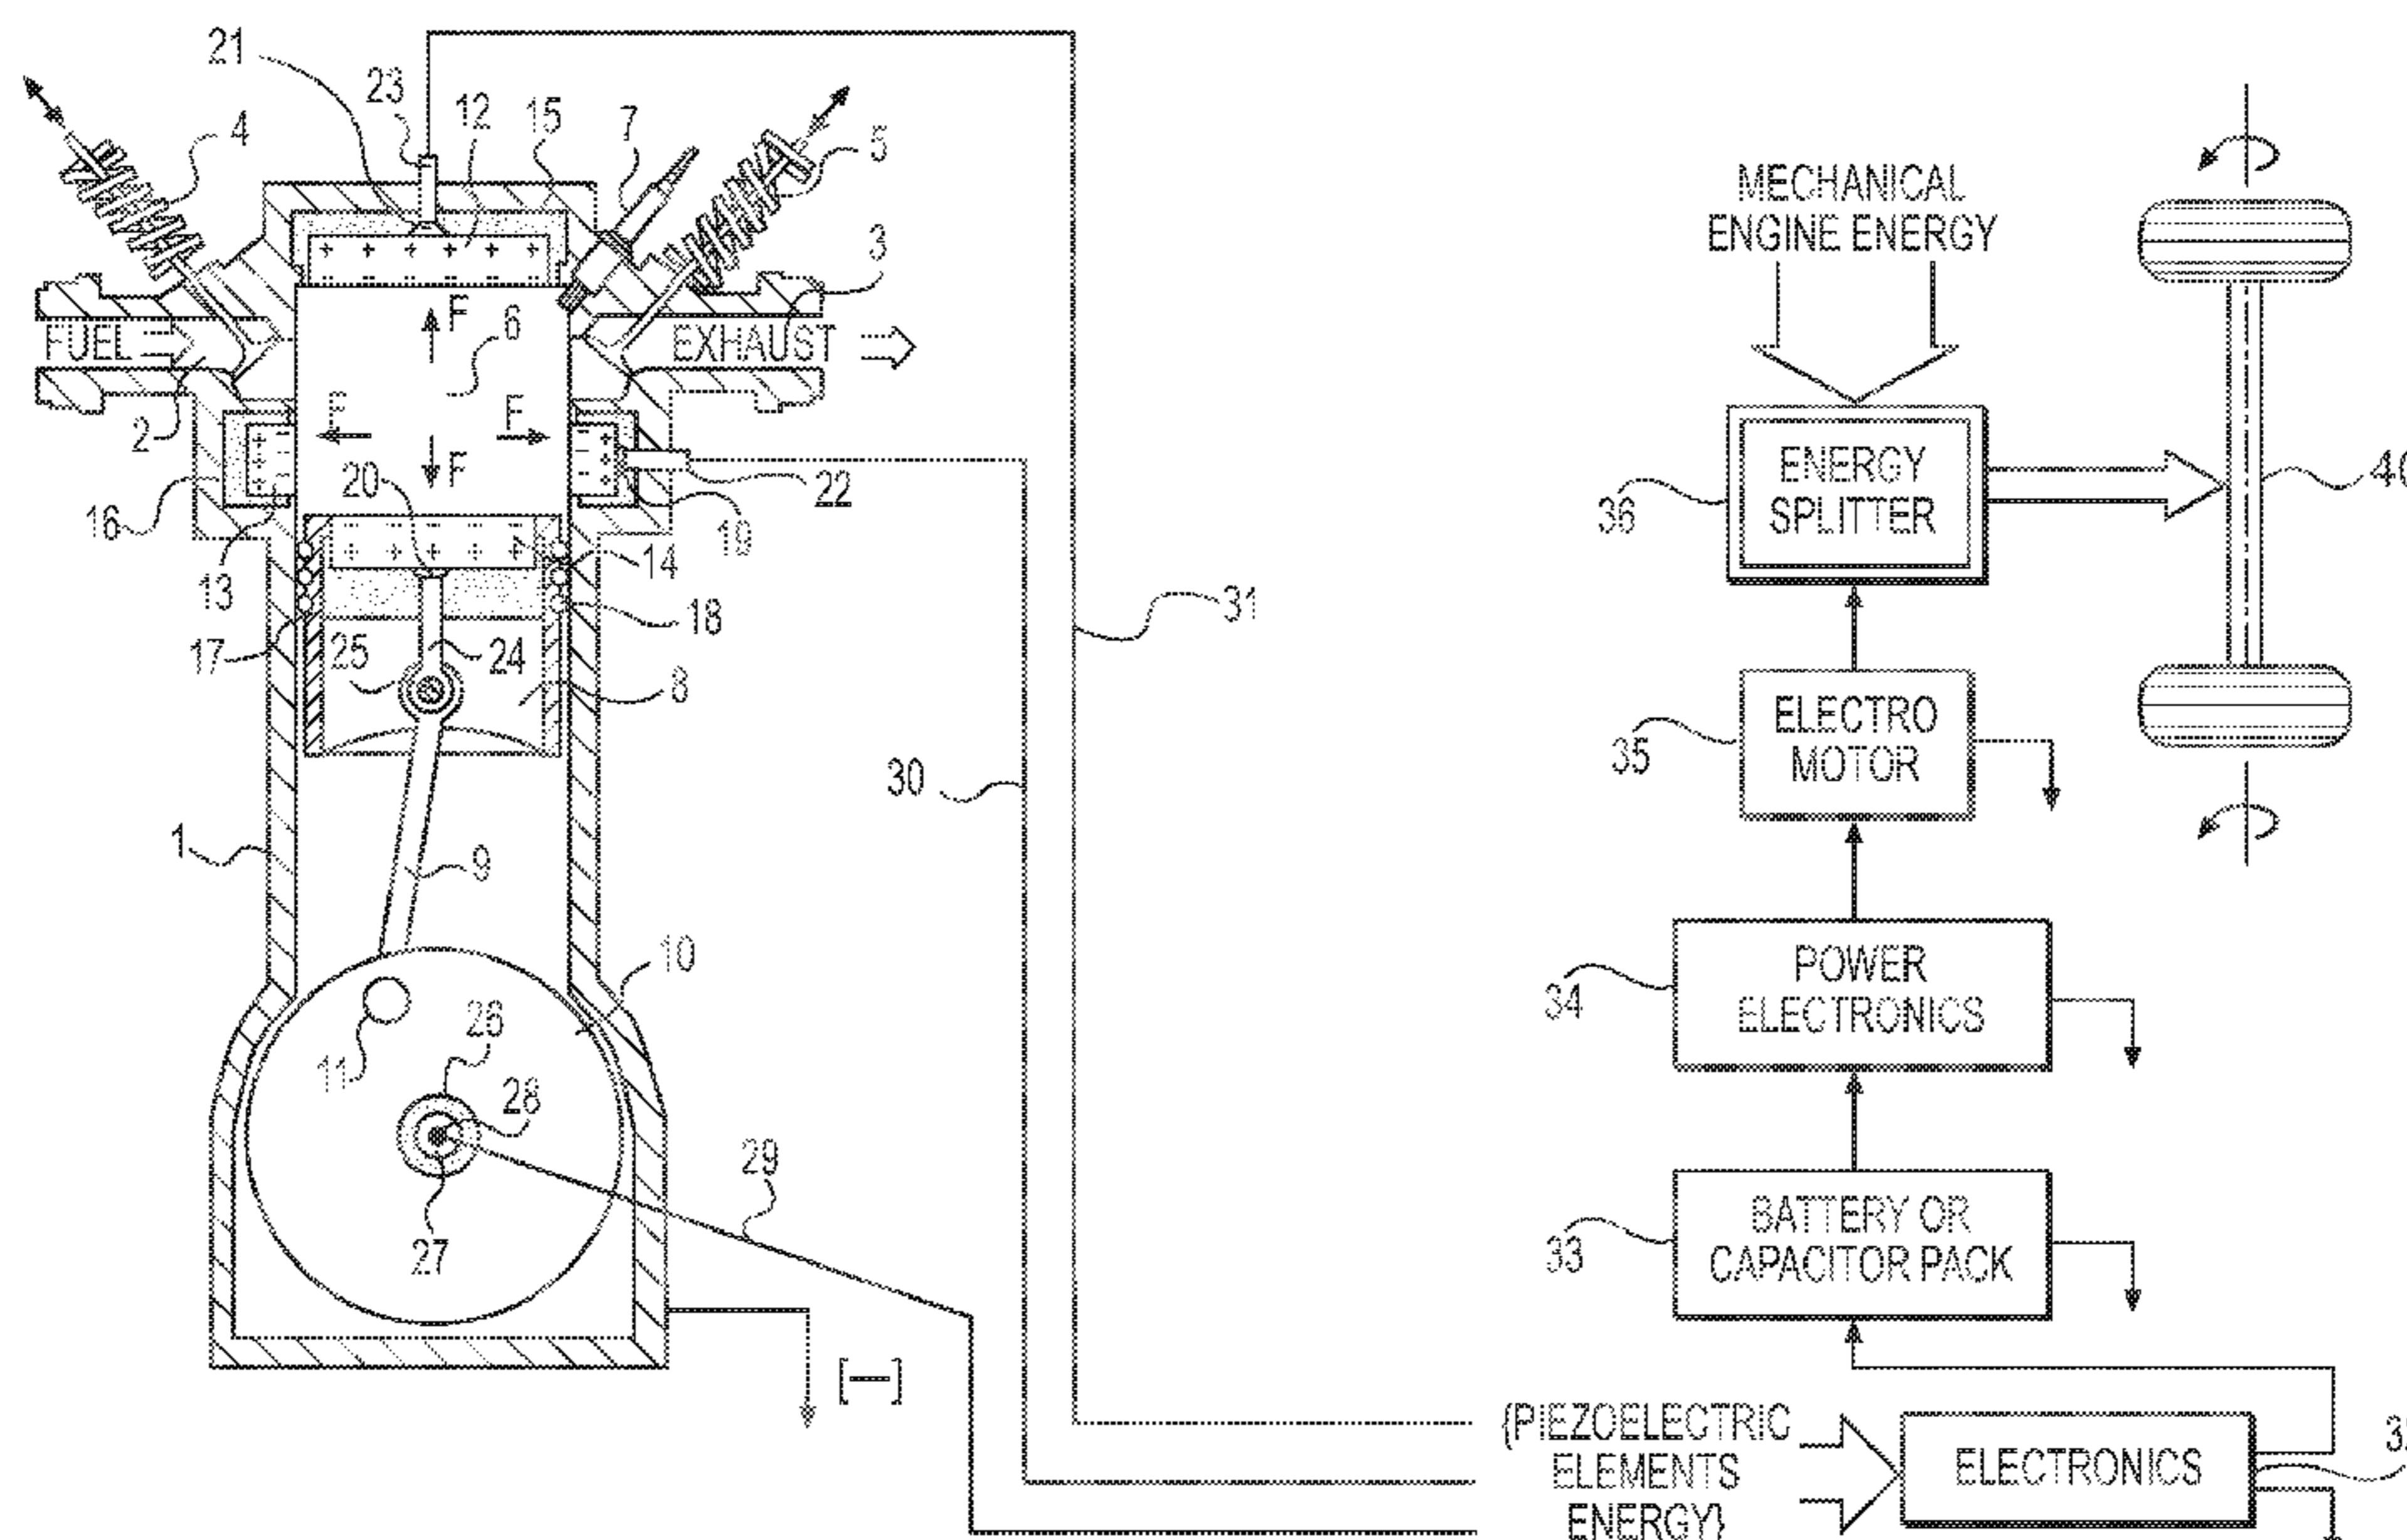 21
23
12
15
7
4
5
3
FUEL
F
6
EXHAUST
2
F
F
F
20
22
16
19
13
14
18
17
25
24
8
31
30
1
9
10
26
11
28
29
27
[—]
MECHANICAL
ENGINE ENERGY
ENERGY
SPLITTER
36
40
ELECTRO
MOTOR
35
POWER
ELECTRONICS
34
BATTERY OR
CAPACITOR PACK
33
{PIEZOELECTRIC
ELEMENTS
ENERGY}
ELECTRONICS